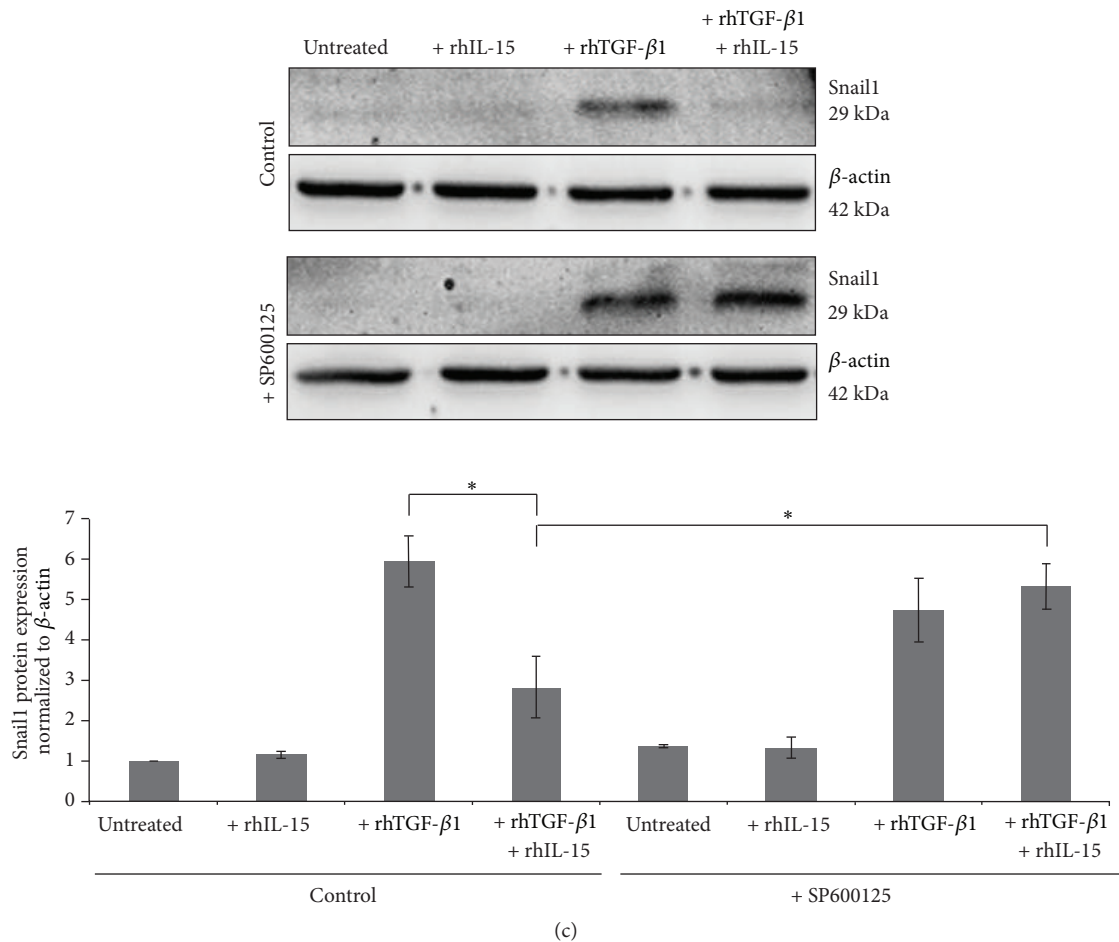 + rhTGF-β1
Untreated + rhIL-15 + rhTGF-β1 + rhIL-15
Control
Snail1
29 kDa
β-actin
42 kDa
+ SP600125
Snail1
29 kDa
β-actin
42 kDa
Snail1 protein expression
normalized to β-actin
7
6
5
4
3
2
1
0
*
*
Untreated + rhIL-15 + rhTGF-β1 + rhTGF-β1 Untreated + rhIL-15 + rhTGF-β1 + rhTGF-β1
+ rhIL-15 + rhIL-15
Control + SP600125
(c)